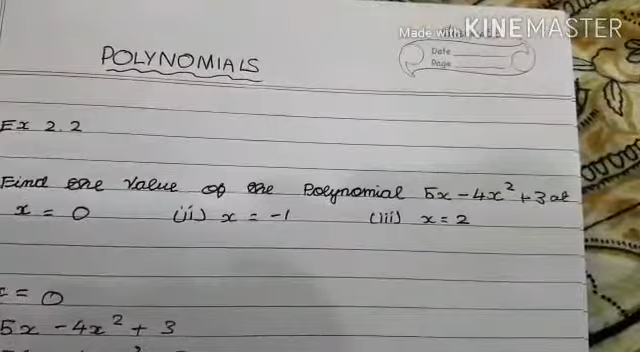 Made with KINEMASTER
Date
Page
POLYNOMIALS
Ex 2.2
Find the value of the Polynomial 5x - 4x² + 3 at
x = 0 (ii) x = -1 (iii) x = 2
x = 0
5x - 4x² + 3